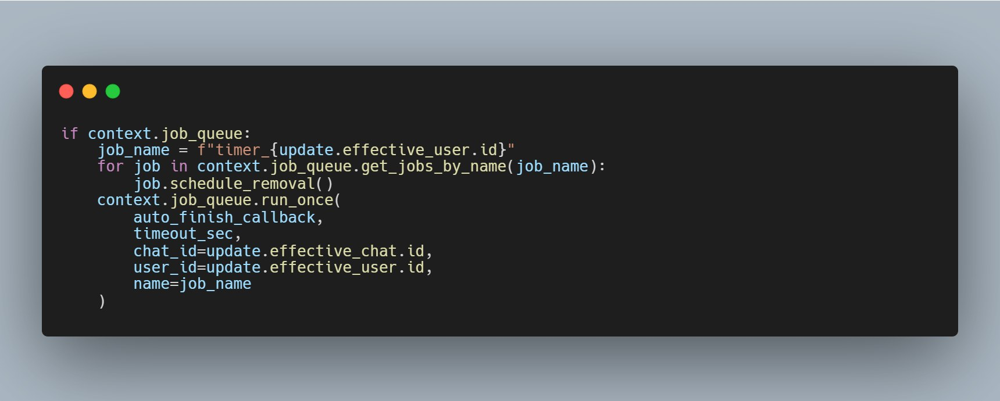 if context.job_queue:
    job_name = f"timer_{update.effective_user.id}"
    for job in context.job_queue.get_jobs_by_name(job_name):
        job.schedule_removal()
    context.job_queue.run_once(
        auto_finish_callback,
        timeout_sec,
        chat_id=update.effective_chat.id,
        user_id=update.effective_user.id,
        name=job_name
    )